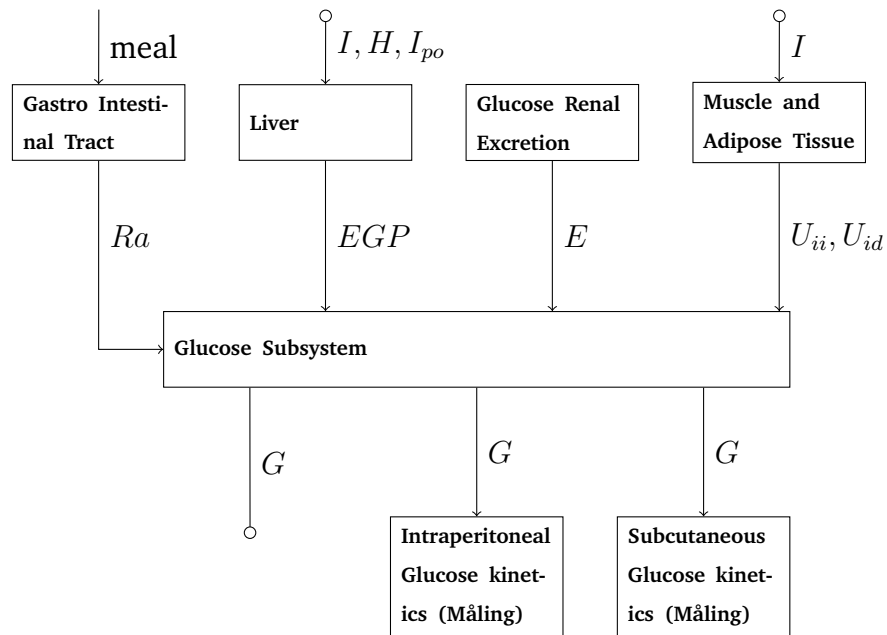 meal
I, H, I_po
I
Gastro Intesti-
nal Tract
Liver
Glucose Renal
Excretion
Muscle and
Adipose Tissue
Ra
EGP
E
U_ii, U_id
Glucose Subsystem
G
G
G
Intraperitoneal
Glucose kinet-
ics (Måling)
Subcutaneous
Glucose kinet-
ics (Måling)